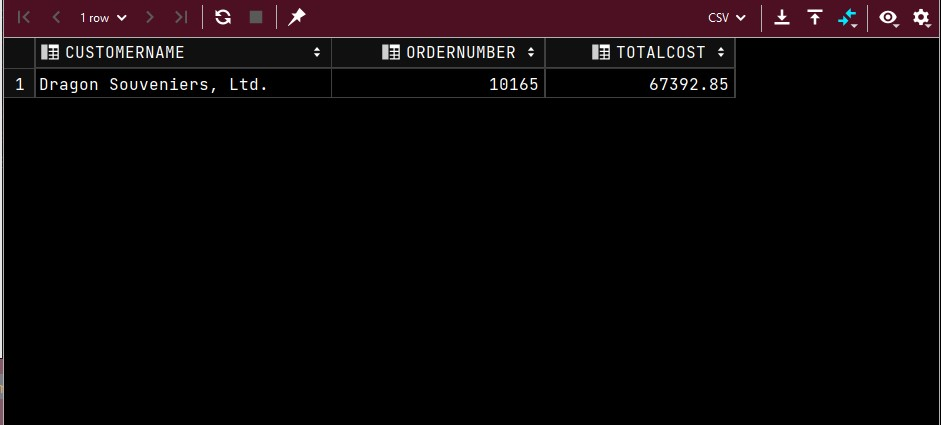 1 row CSV
CUSTOMERNAME ORDERNUMBER TOTALCOST
1 Dragon Souveniers, Ltd. 10165 67392.85